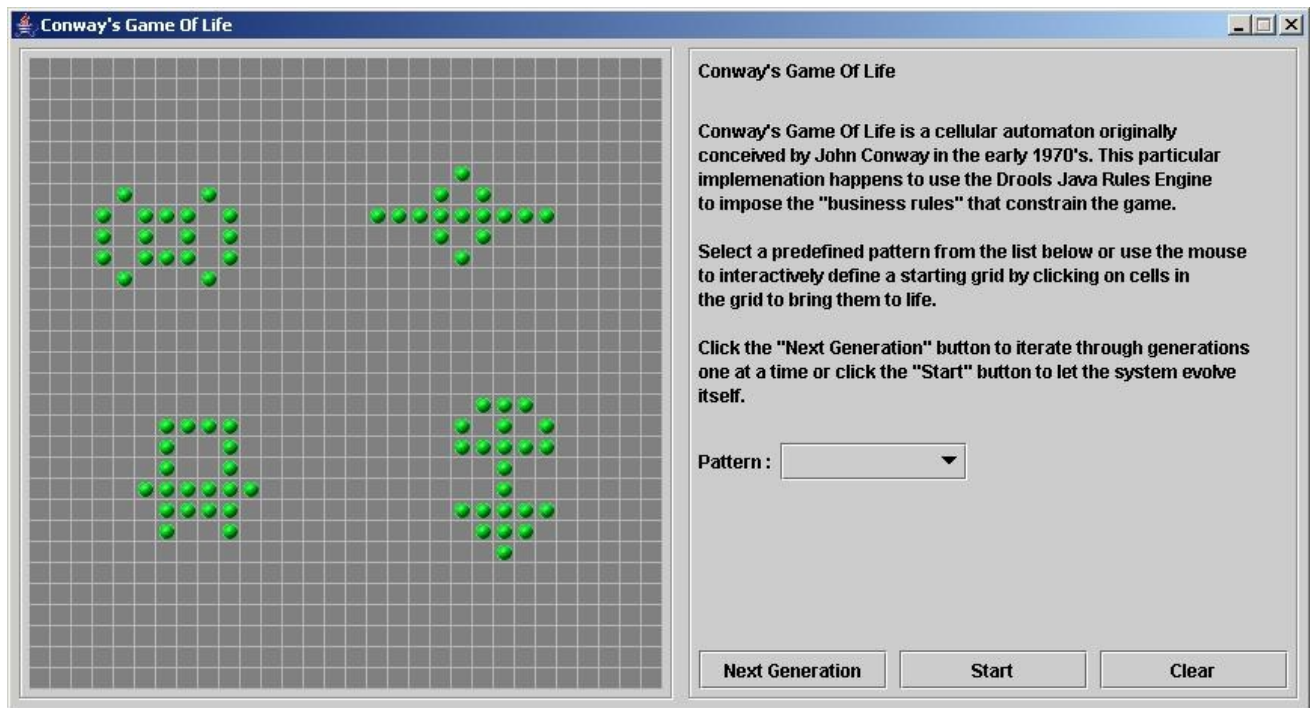 Conway's Game Of Life
Conway's Game Of Life
Conway's Game Of Life is a cellular automaton originally
conceived by John Conway in the early 1970's. This particular
implemenation happens to use the Drools Java Rules Engine
to impose the "business rules" that constrain the game.
Select a predefined pattern from the list below or use the mouse
to interactively define a starting grid by clicking on cells in
the grid to bring them to life.
Click the "Next Generation" button to iterate through generations
one at a time or click the "Start" button to let the system evolve
itself.
Pattern :
Next Generation
Start
Clear